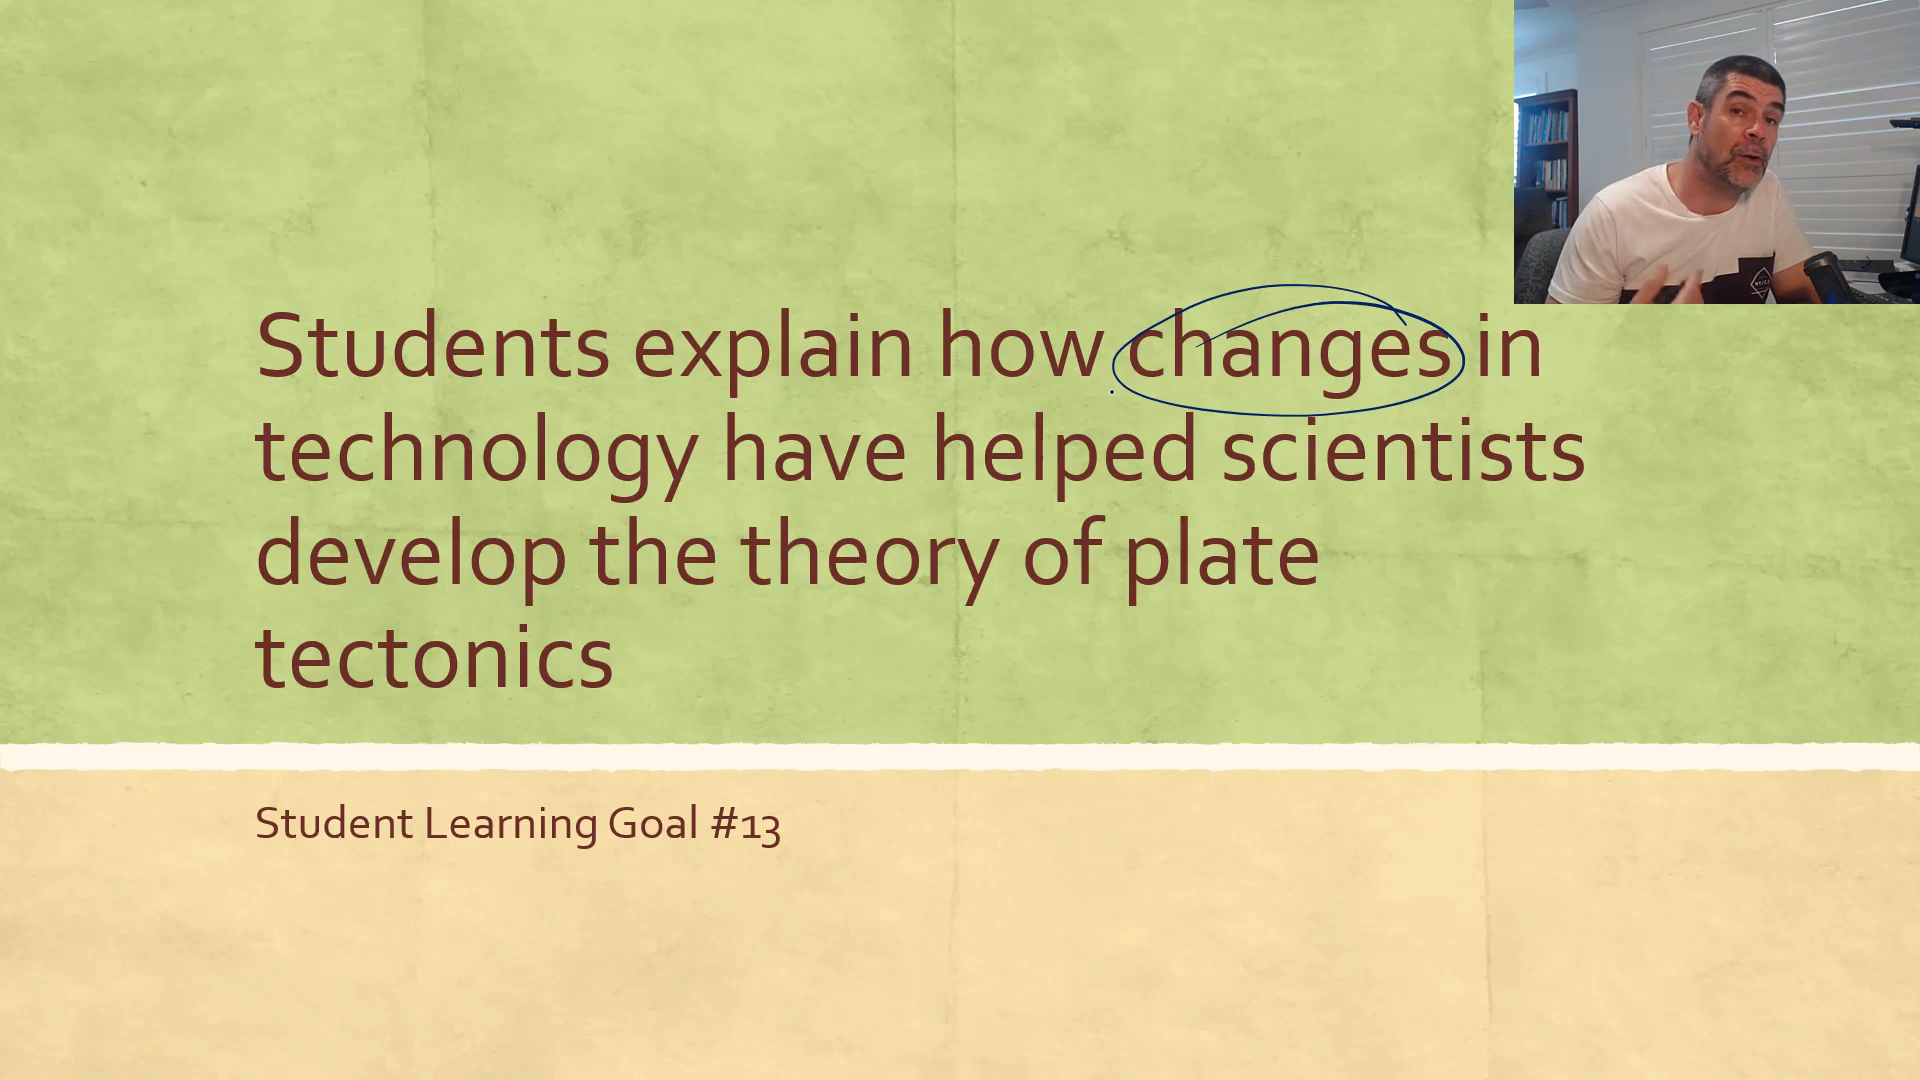 Students explain how changes in
technology have helped scientists
develop the theory of plate
tectonics
Student Learning Goal #13